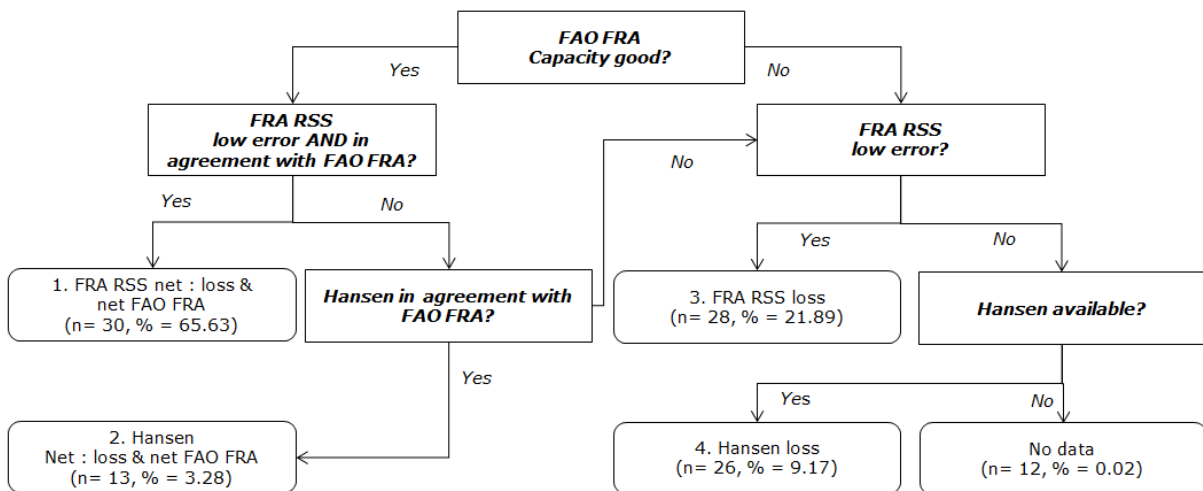 FAO FRA
Capacity good?
Yes
No
FRA RSS
low error AND in
agreement with FAO FRA?
FRA RSS
low error?
No
Yes
No
Yes
No
1. FRA RSS net : loss &
net FAO FRA
(n= 30, % = 65.63)
Hansen in agreement with
FAO FRA?
3. FRA RSS loss
(n= 28, % = 21.89)
Hansen available?
Yes
Yes
No
2. Hansen
Net : loss & net FAO FRA
(n= 13, % = 3.28)
4. Hansen loss
(n= 26, % = 9.17)
No data
(n= 12, % = 0.02)